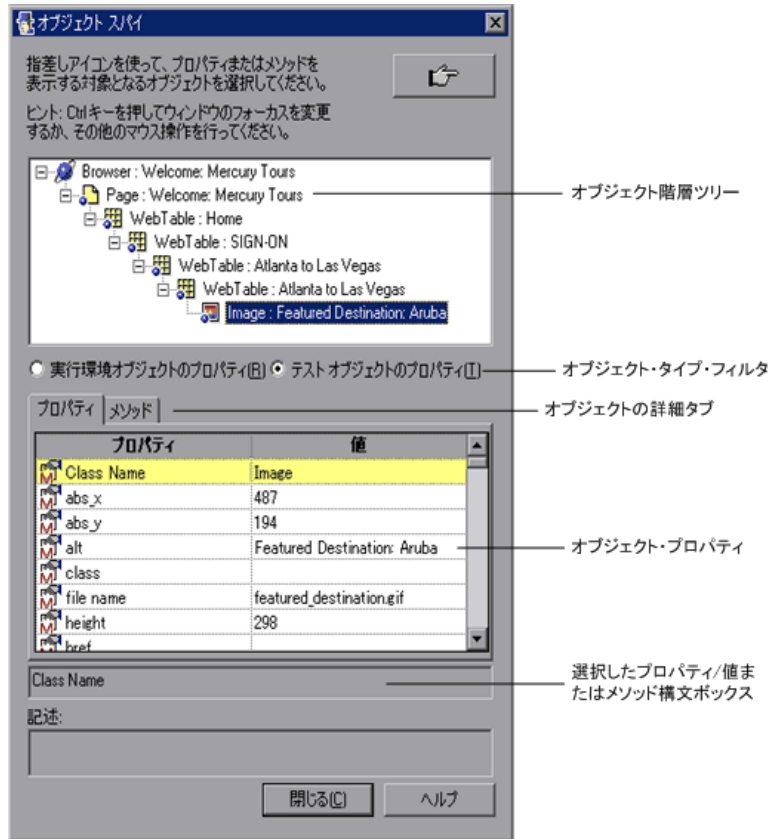 オブジェクト スパイ
指差しアイコンを使って、プロパティまたはメソッドを
表示する対象となるオブジェクトを選択してください。
ヒント: Ctrl キーを押してウィンドウのフォーカスを変更
するか、その他のマウス操作を行ってください。
Browser : Welcome: Mercury Tours
Page : Welcome: Mercury Tours
オブジェクト階層ツリー
WebTable : Home
WebTable : SIGN-ON
WebTable : Atlanta to Las Vegas
WebTable : Atlanta to Las Vegas
Image : Featured Destination: Aruba
実行環境オブジェクトのプロパティ(R) テスト オブジェクトのプロパティ(T)
オブジェクト・タイプ・フィルタ
プロパティ メソッド
オブジェクトの詳細タブ
プロパティ 値
Class Name Image
abs_x 487
abs_y 194
alt Featured Destination: Aruba
オブジェクト・プロパティ
class
file name featured_destination.gif
height 298
href
Class Name
選択したプロパティ/値ま
たはメソッド構文ボックス
記述:
閉じる(C) ヘルプ